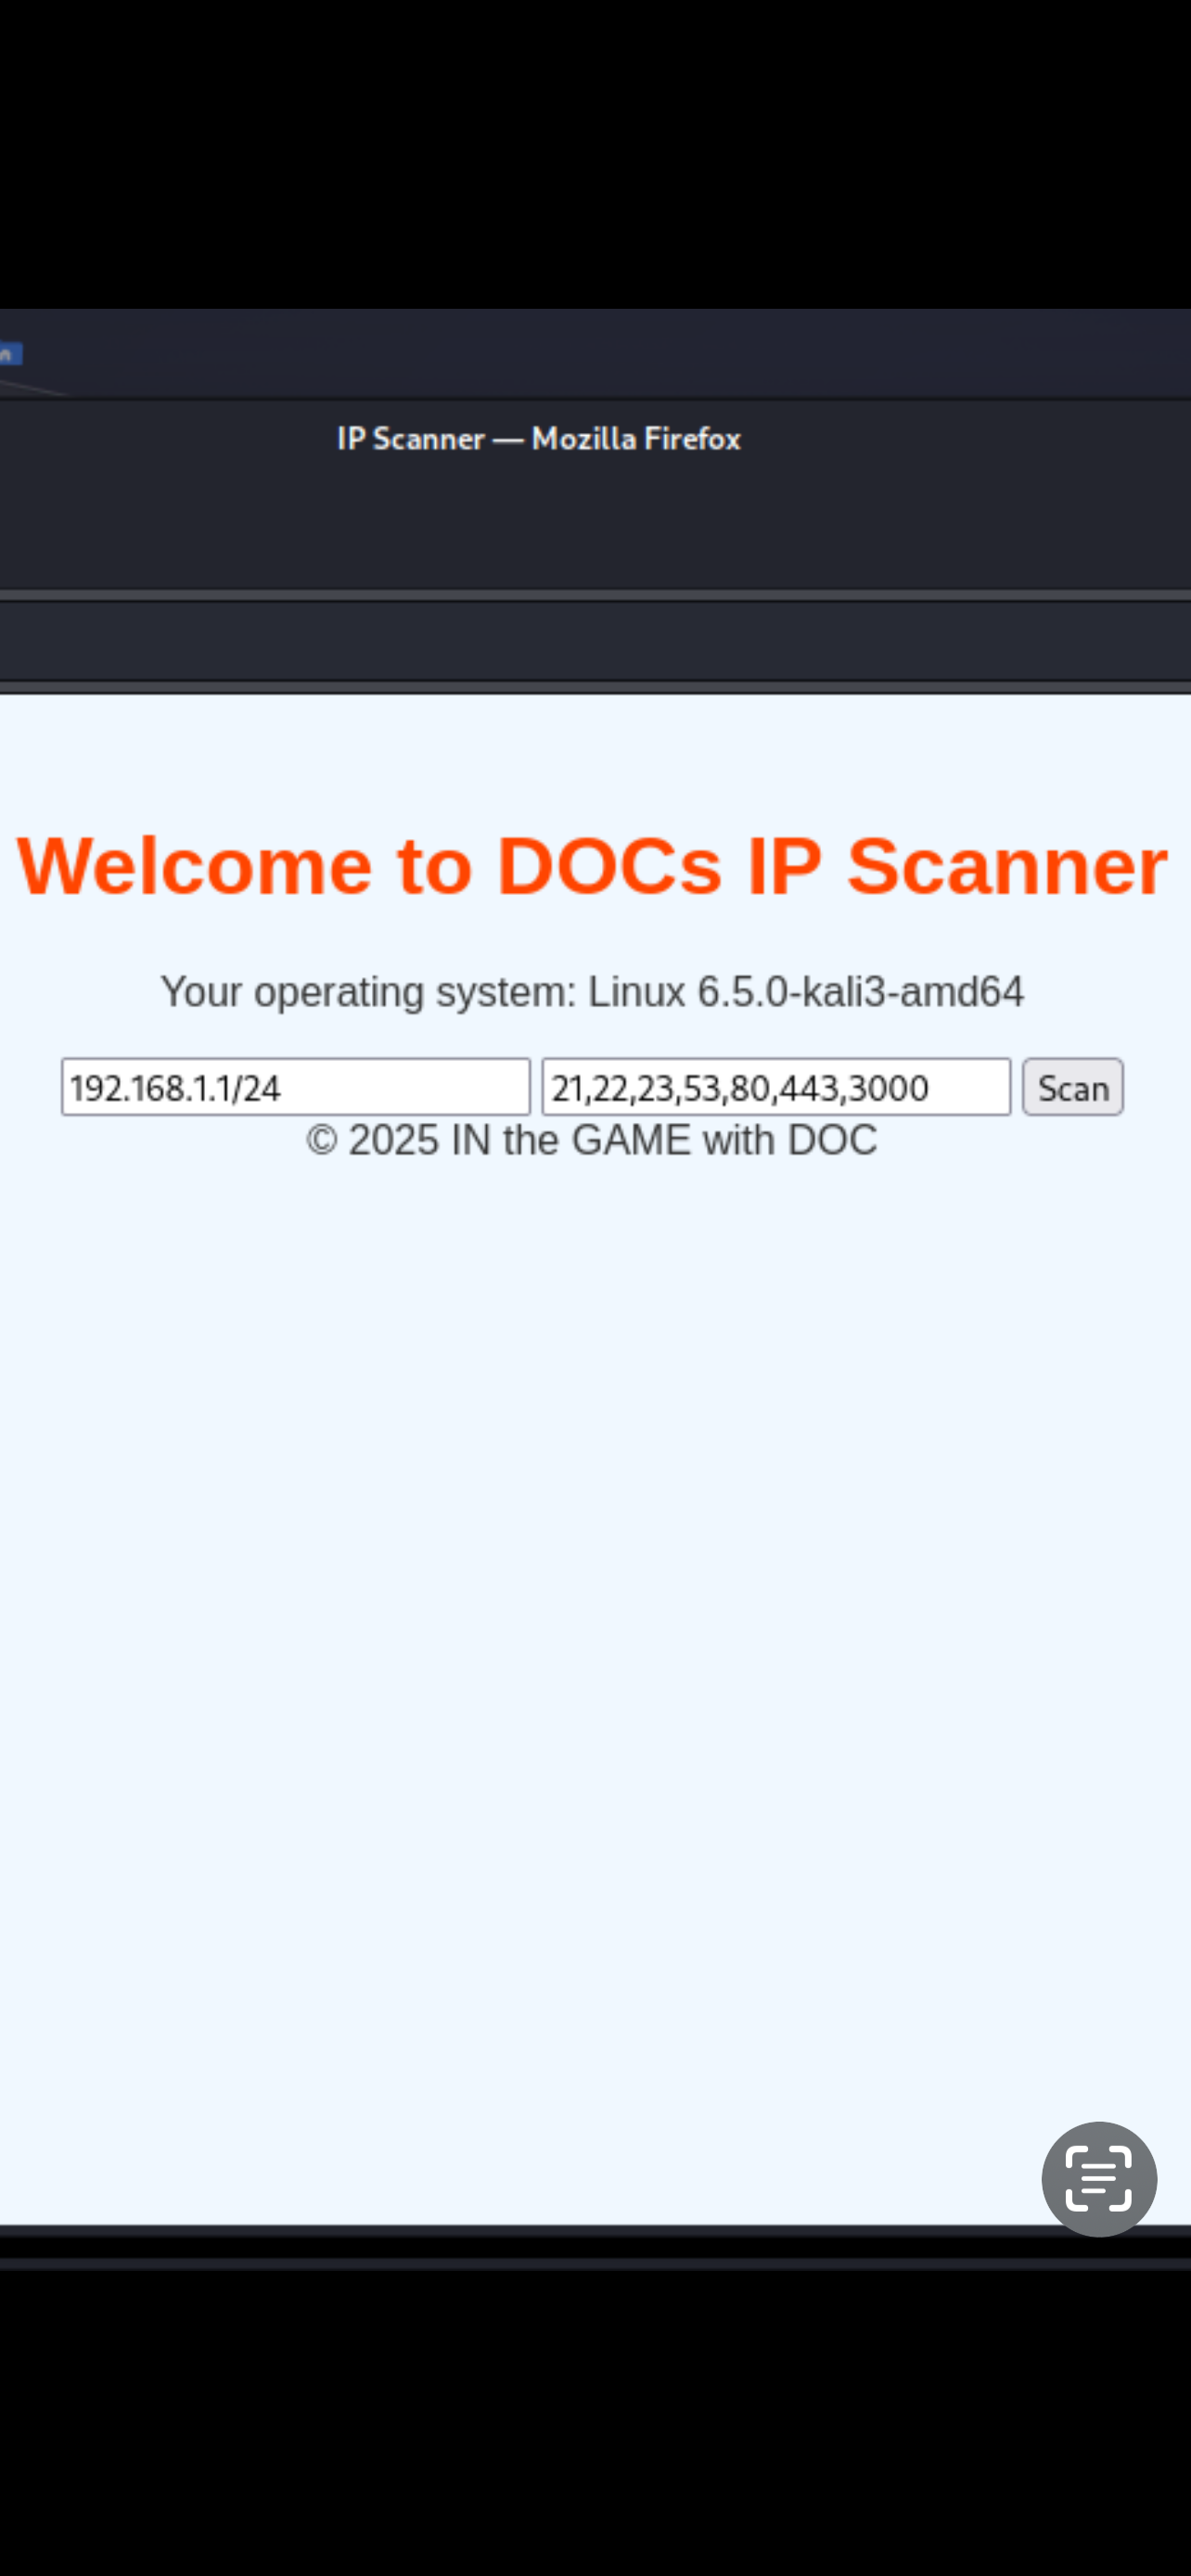 n
IP Scanner — Mozilla Firefox
Welcome to DOCs IP Scanner
Your operating system: Linux 6.5.0-kali3-amd64
192.168.1.1/24 21,22,23,53,80,443,3000 Scan
© 2025 IN the GAME with DOC